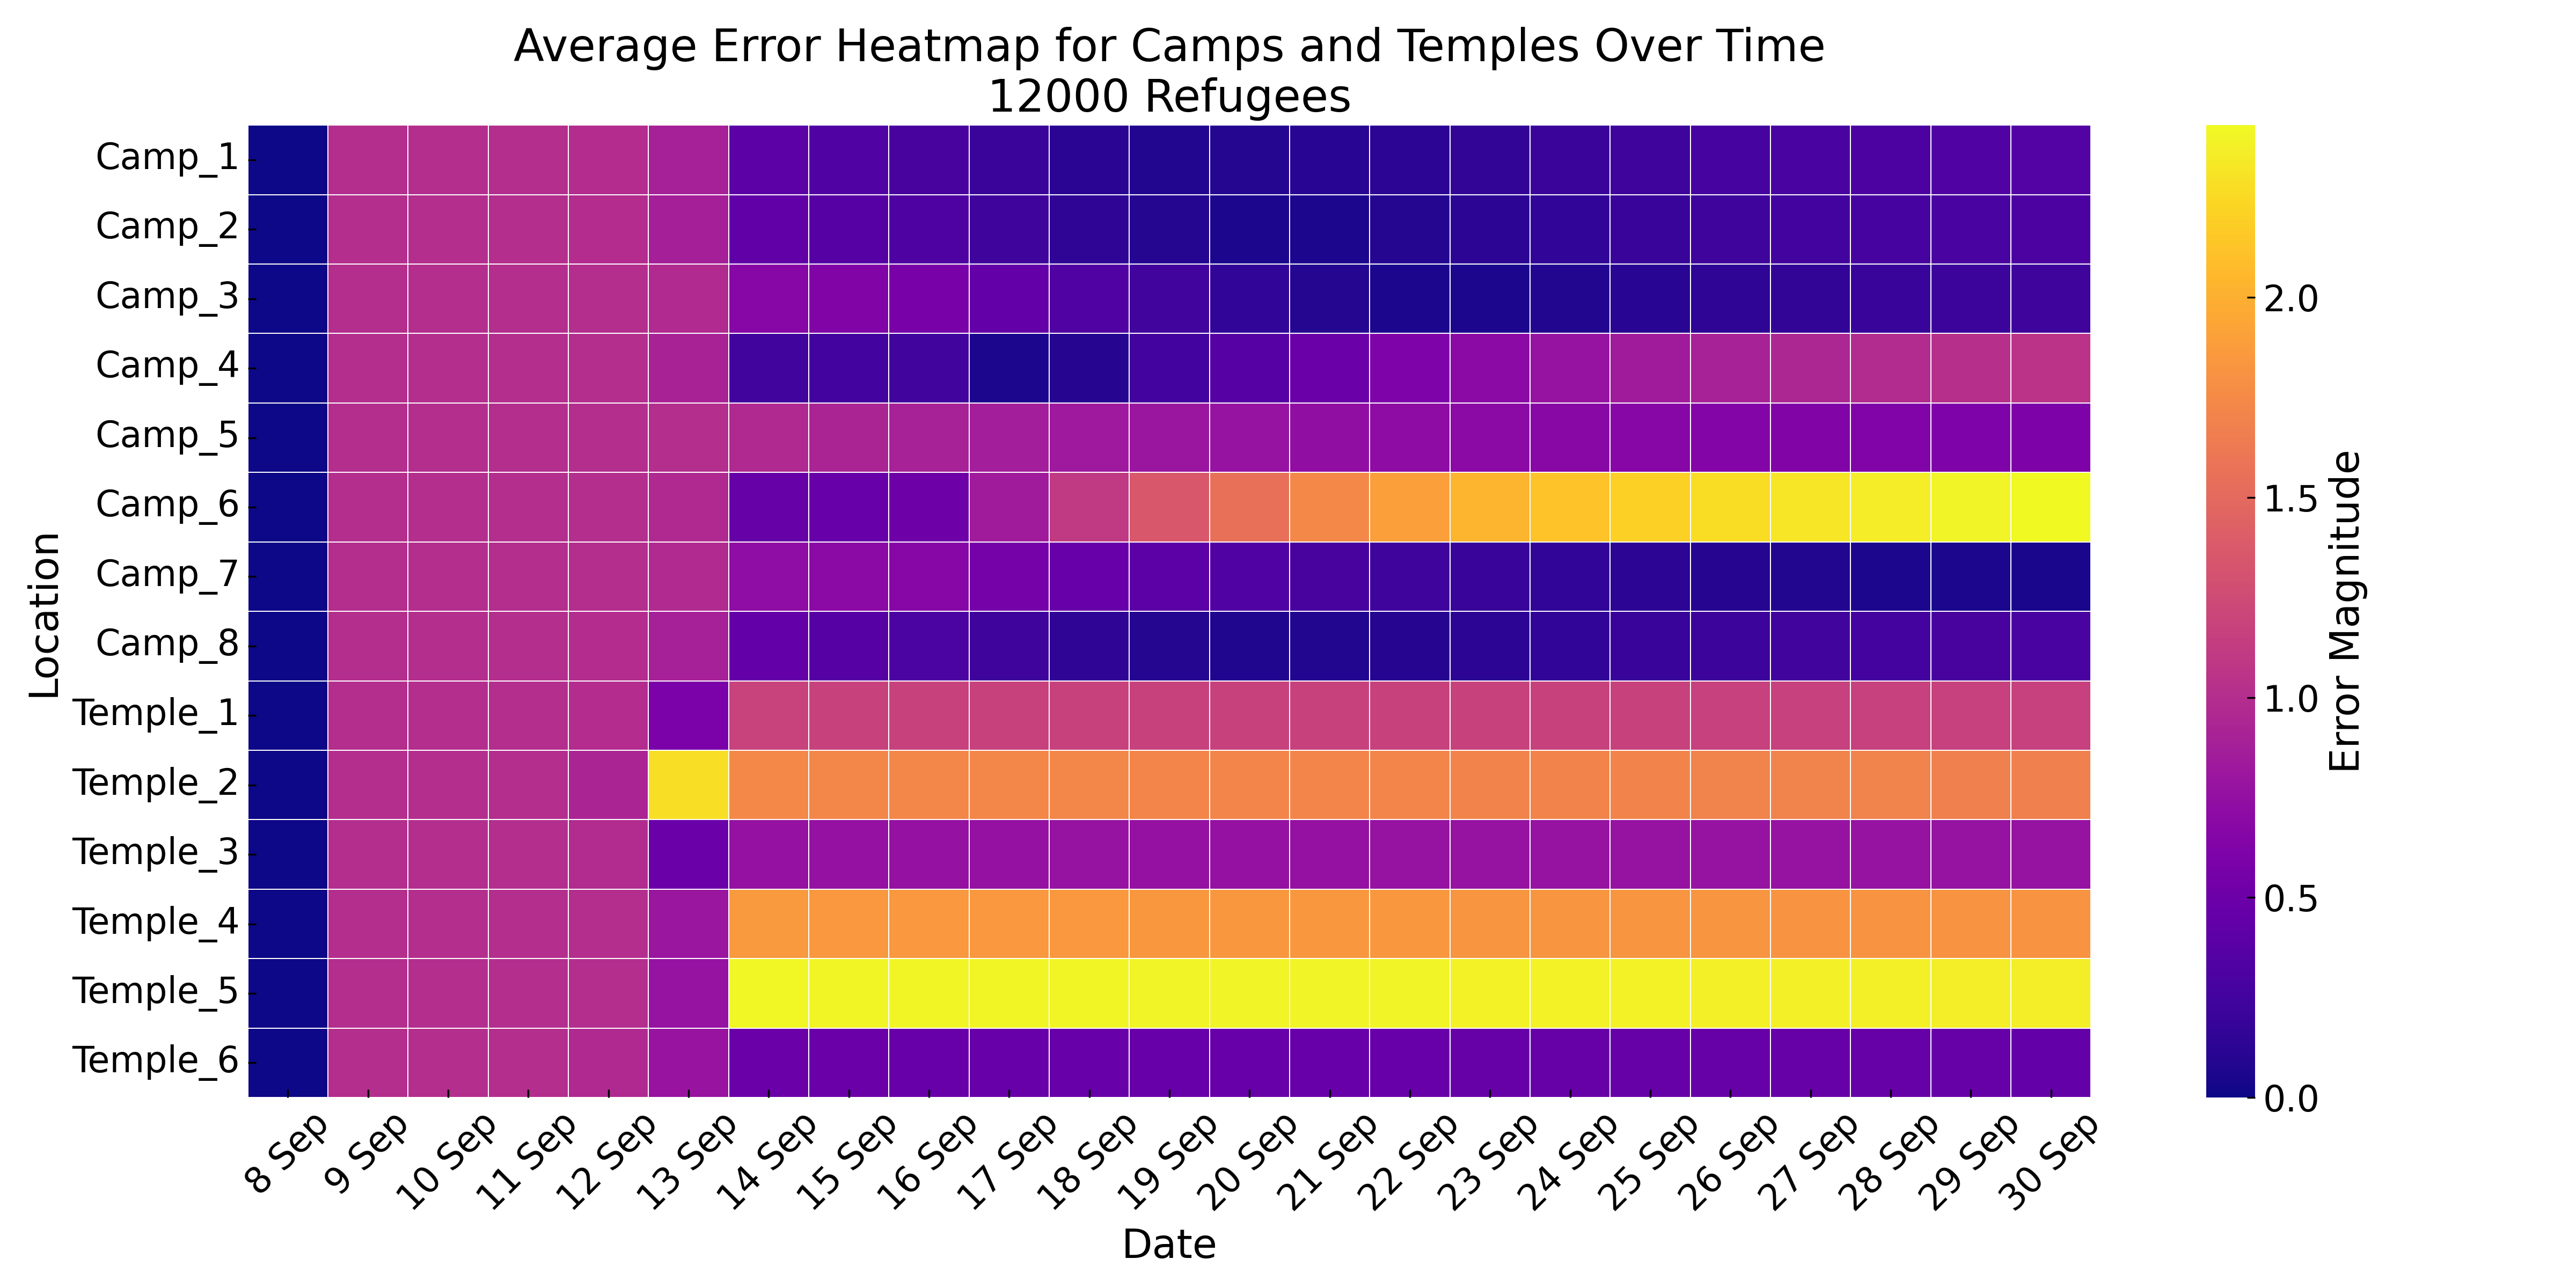 Average Error Heatmap for Camps and Temples Over Time
12000 Refugees
Location
Camp_1
Camp_2
Camp_3
Camp_4
Camp_5
Camp_6
Camp_7
Camp_8
Temple_1
Temple_2
Temple_3
Temple_4
Temple_5
Temple_6
8 Sep
9 Sep
10 Sep
11 Sep
12 Sep
13 Sep
14 Sep
15 Sep
16 Sep
17 Sep
18 Sep
19 Sep
20 Sep
21 Sep
22 Sep
23 Sep
24 Sep
25 Sep
26 Sep
27 Sep
28 Sep
29 Sep
30 Sep
Date
2.0
1.5
1.0
0.5
0.0
Error Magnitude